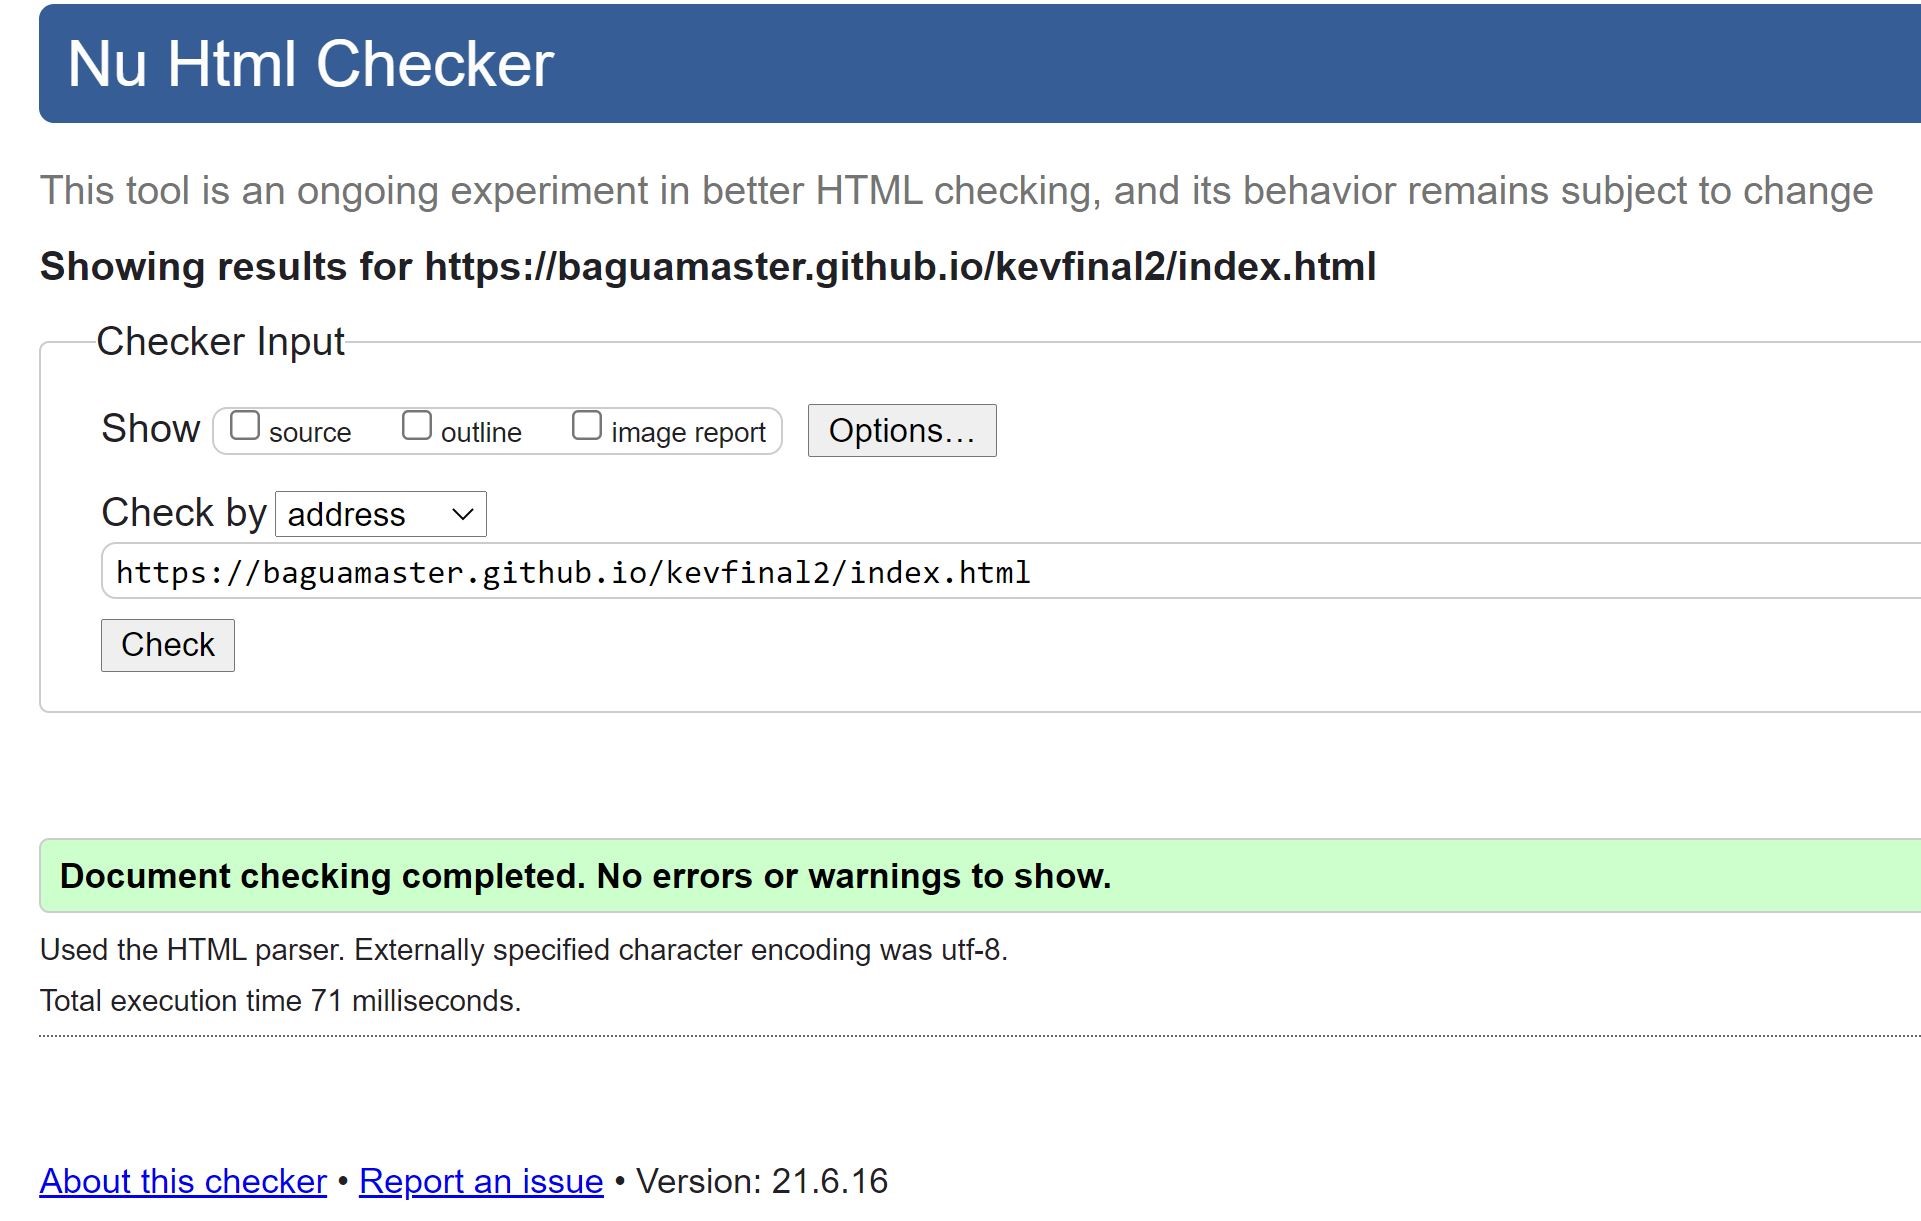 Nu Html Checker
This tool is an ongoing experiment in better HTML checking, and its behavior remains subject to change
Showing results for https://baguamaster.github.io/kevfinal2/index.html
Checker Input
Show source outline image report Options…
Check by address
https://baguamaster.github.io/kevfinal2/index.html
Check
Document checking completed. No errors or warnings to show.
Used the HTML parser. Externally specified character encoding was utf-8.
Total execution time 71 milliseconds.
About this checker • Report an issue • Version: 21.6.16